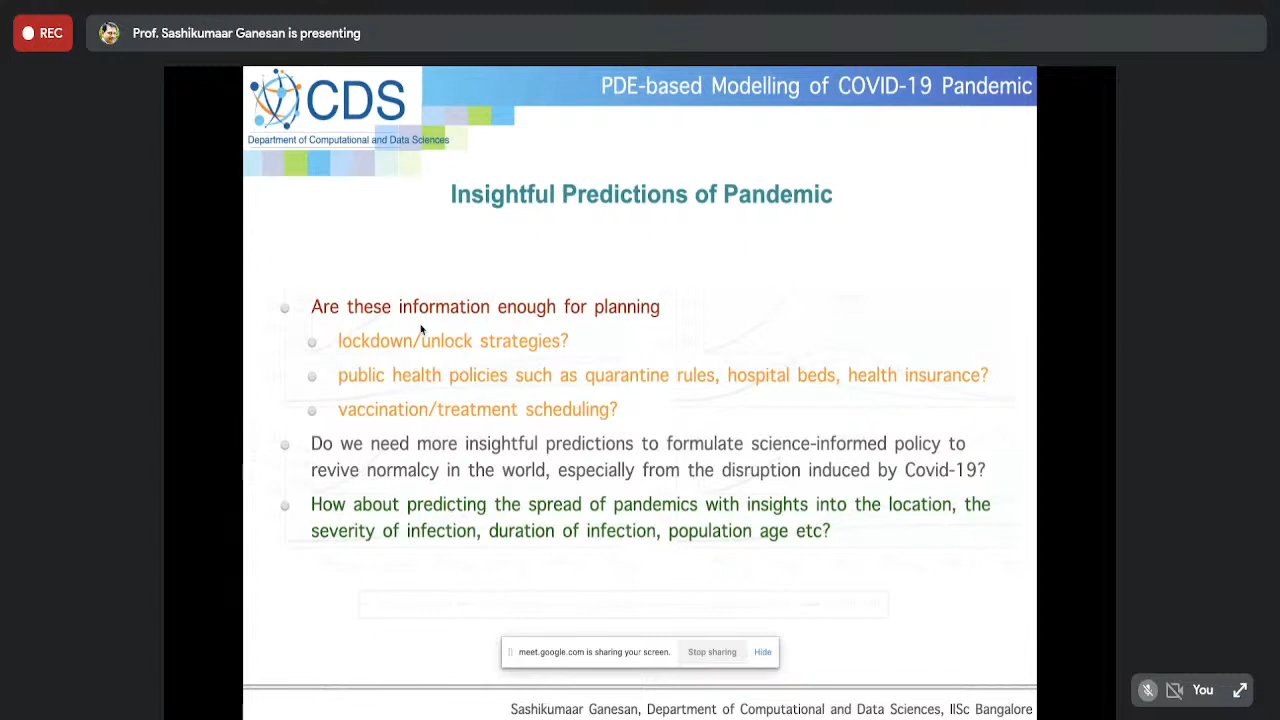 REC
Prof. Sashikumaar Ganesan is presenting
CDS
Department of Computational and Data Sciences
PDE-based Modelling of COVID-19 Pandemic
Insightful Predictions of Pandemic
Are these information enough for planning
lockdown/unlock strategies?
public health policies such as quarantine rules, hospital beds, health insurance?
vaccination/treatment scheduling?
Do we need more insightful predictions to formulate science-informed policy to
revive normalcy in the world, especially from the disruption induced by Covid-19?
How about predicting the spread of pandemics with insights into the location, the
severity of infection, duration of infection, population age etc?
meet.google.com is sharing your screen. Stop sharing Hide
You
Sashikumaar Ganesan, Department of Computational and Data Sciences, IISc Bangalore